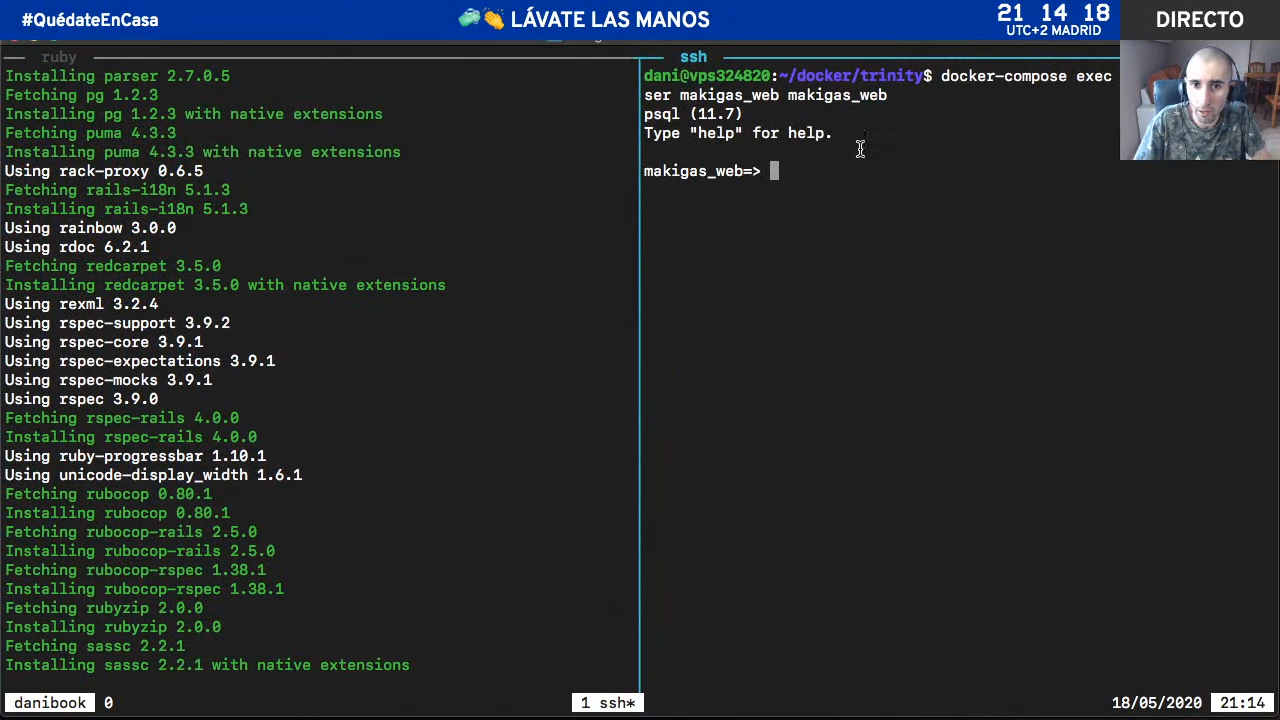 #QuédateEnCasa
LÁVATE LAS MANOS
21 14 18
UTC+2 MADRID
DIRECTO
ruby
Installing parser 2.7.0.5
Fetching pg 1.2.3
Installing pg 1.2.3 with native extensions
Fetching puma 4.3.3
Installing puma 4.3.3 with native extensions
Using rack-proxy 0.6.5
Fetching rails-i18n 5.1.3
Installing rails-i18n 5.1.3
Using rainbow 3.0.0
Using rdoc 6.2.1
Fetching redcarpet 3.5.0
Installing redcarpet 3.5.0 with native extensions
Using rexml 3.2.4
Using rspec-support 3.9.2
Using rspec-core 3.9.1
Using rspec-expectations 3.9.1
Using rspec-mocks 3.9.1
Using rspec 3.9.0
Fetching rspec-rails 4.0.0
Installing rspec-rails 4.0.0
Using ruby-progressbar 1.10.1
Using unicode-display_width 1.6.1
Fetching rubocop 0.80.1
Installing rubocop 0.80.1
Fetching rubocop-rails 2.5.0
Installing rubocop-rails 2.5.0
Fetching rubocop-rspec 1.38.1
Installing rubocop-rspec 1.38.1
Fetching rubyzip 2.0.0
Installing rubyzip 2.0.0
Fetching sassc 2.2.1
Installing sassc 2.2.1 with native extensions
ssh
dani@vps324820:~/docker/trinity$ docker-compose exec
ser makigas_web makigas_web
psql (11.7)
Type "help" for help.
makigas_web=>
danibook 0
1 ssh*
18/05/2020 21:14